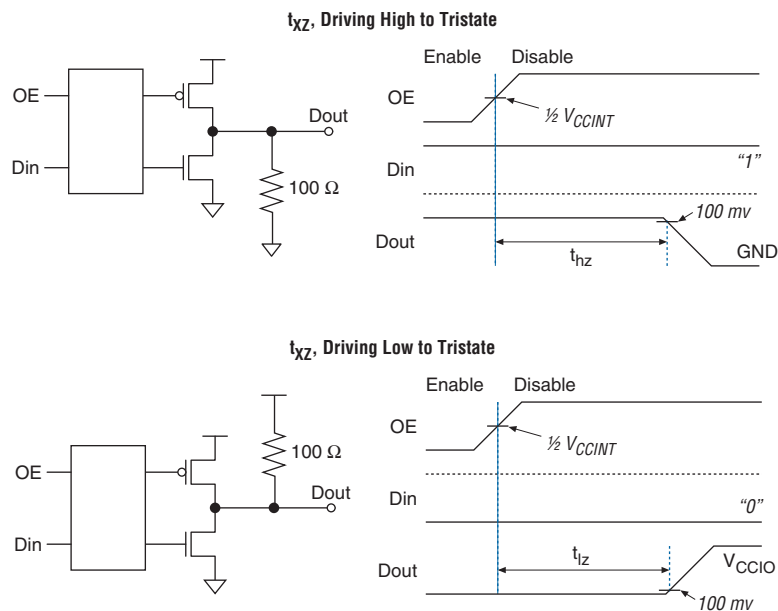 t_XZ, Driving High to Tristate
OE
Din
Dout
100 Ω
Enable Disable
OE
½ V_CCINT
Din
"1"
Dout
100 mv
t_hz
GND
t_XZ, Driving Low to Tristate
OE
Din
100 Ω
Dout
Enable Disable
OE
½ V_CCINT
Din
"0"
Dout
t_lz
V_CCIO
100 mv